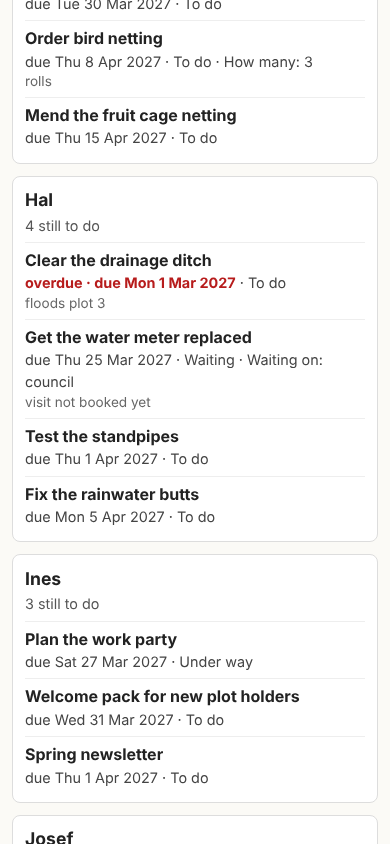 due Tue 30 Mar 2027 · To do
Order bird netting
due Thu 8 Apr 2027 · To do · How many: 3
rolls
Mend the fruit cage netting
due Thu 15 Apr 2027 · To do
Hal
4 still to do
Clear the drainage ditch
overdue · due Mon 1 Mar 2027 · To do
floods plot 3
Get the water meter replaced
due Thu 25 Mar 2027 · Waiting · Waiting on:
council
visit not booked yet
Test the standpipes
due Thu 1 Apr 2027 · To do
Fix the rainwater butts
due Mon 5 Apr 2027 · To do
Ines
3 still to do
Plan the work party
due Sat 27 Mar 2027 · Under way
Welcome pack for new plot holders
due Wed 31 Mar 2027 · To do
Spring newsletter
due Thu 1 Apr 2027 · To do
Josef